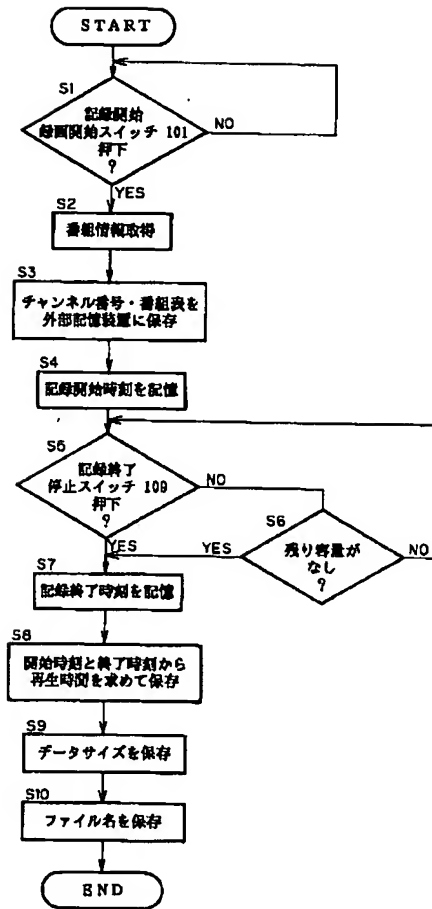 START
S1
記録開始
録画開始スイッチ 101
押下
?
NO
YES
S2
番組情報取得
S3
チャンネル番号・番組表を
外部記憶装置に保存
S4
記録開始時刻を記憶
S5
記録終了
停止スイッチ 109
押下
?
NO
YES
S6
残り容量が
なし
?
YES
NO
S7
記録終了時刻を記憶
S8
開始時刻と終了時刻から
再生時間を求めて保存
S9
データサイズを保存
S10
ファイル名を保存
END